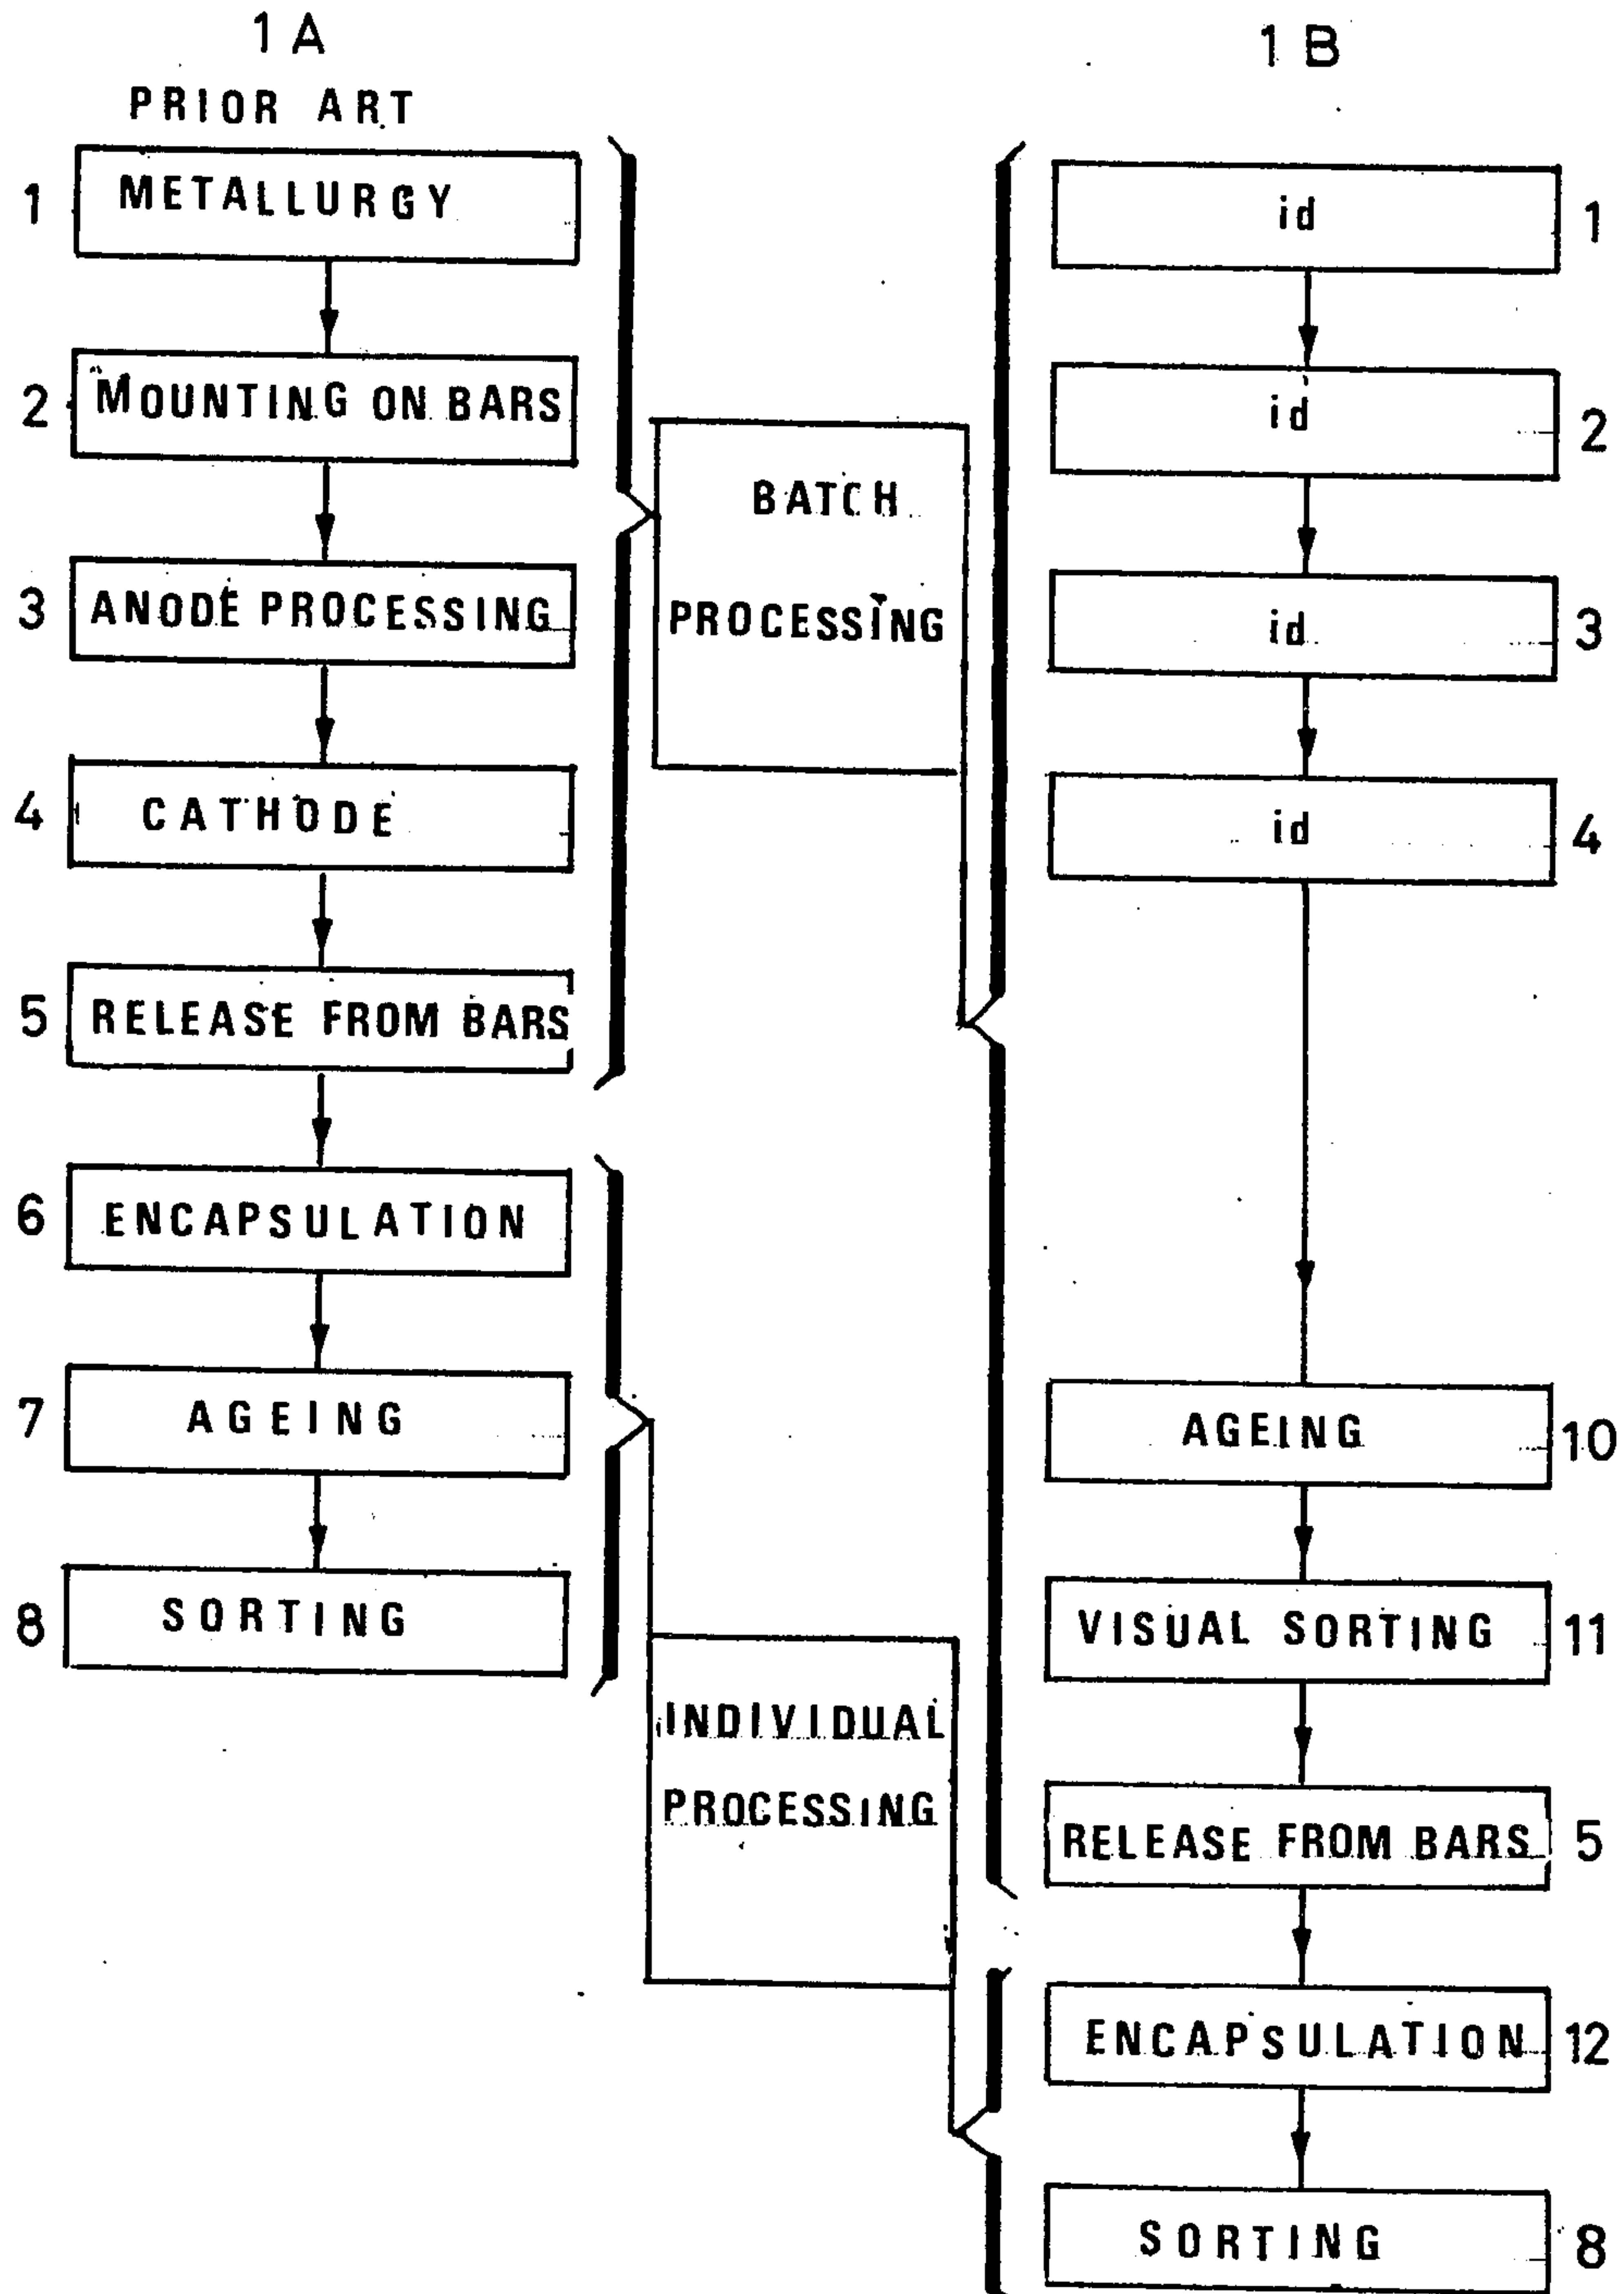 1A
PRIOR ART
1 METALLURGY
2 MOUNTING ON BARS
3 ANODE PROCESSING
4 CATHODE
5 RELEASE FROM BARS
6 ENCAPSULATION
7 AGEING
8 SORTING
BATCH
PROCESSING
INDIVIDUAL
PROCESSING
1B
id 1
id 2
id 3
id 4
AGEING 10
VISUAL SORTING 11
RELEASE FROM BARS 5
ENCAPSULATION 12
SORTING 8